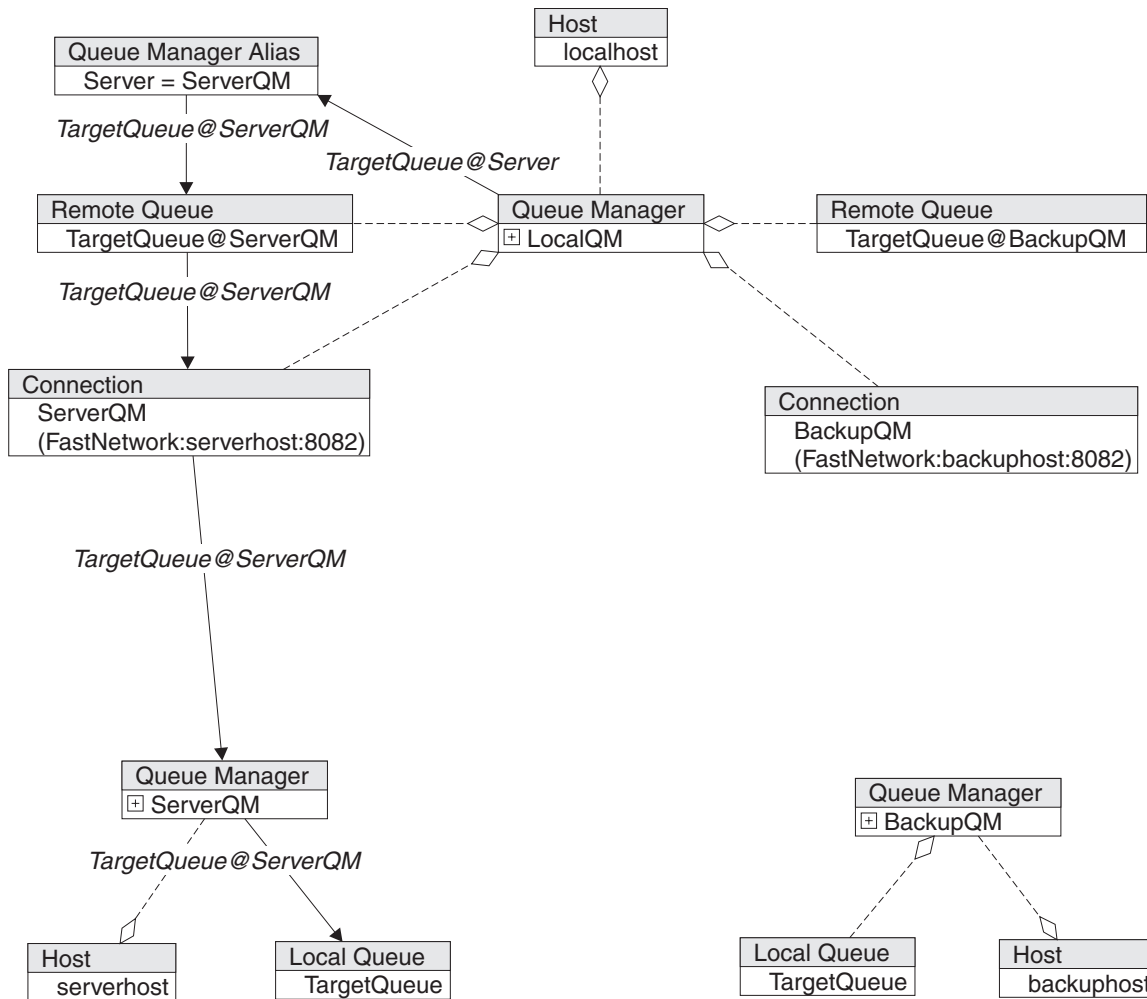 Host
localhost
Queue Manager Alias
Server = ServerQM
TargetQueue@ServerQM
TargetQueue@Server
Remote Queue
TargetQueue@ServerQM
Queue Manager
+ LocalQM
Remote Queue
TargetQueue@BackupQM
TargetQueue@ServerQM
Connection
ServerQM
(FastNetwork:serverhost:8082)
Connection
BackupQM
(FastNetwork:backuphost:8082)
TargetQueue@ServerQM
Queue Manager
+ ServerQM
Queue Manager
+ BackupQM
TargetQueue@ServerQM
Host
serverhost
Local Queue
TargetQueue
Local Queue
TargetQueue
Host
backuphost